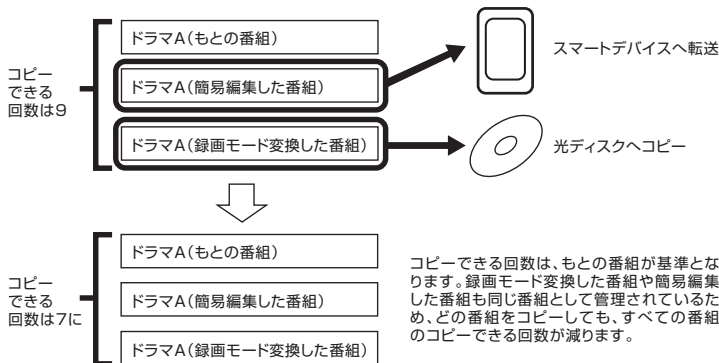 ドラマA(もとの番組)
コピー
できる
回数は9
ドラマA(簡易編集した番組)
スマートデバイスへ転送
ドラマA(録画モード変換した番組)
光ディスクへコピー
ドラマA(もとの番組)
コピー
できる
回数は7に
ドラマA(簡易編集した番組)
ドラマA(録画モード変換した番組)
コピーできる回数は、もとの番組が基準とな
ります。録画モード変換した番組や簡易編集
した番組も同じ番組として管理されているた
め、どの番組をコピーしても、すべての番組
のコピーできる回数が減ります。